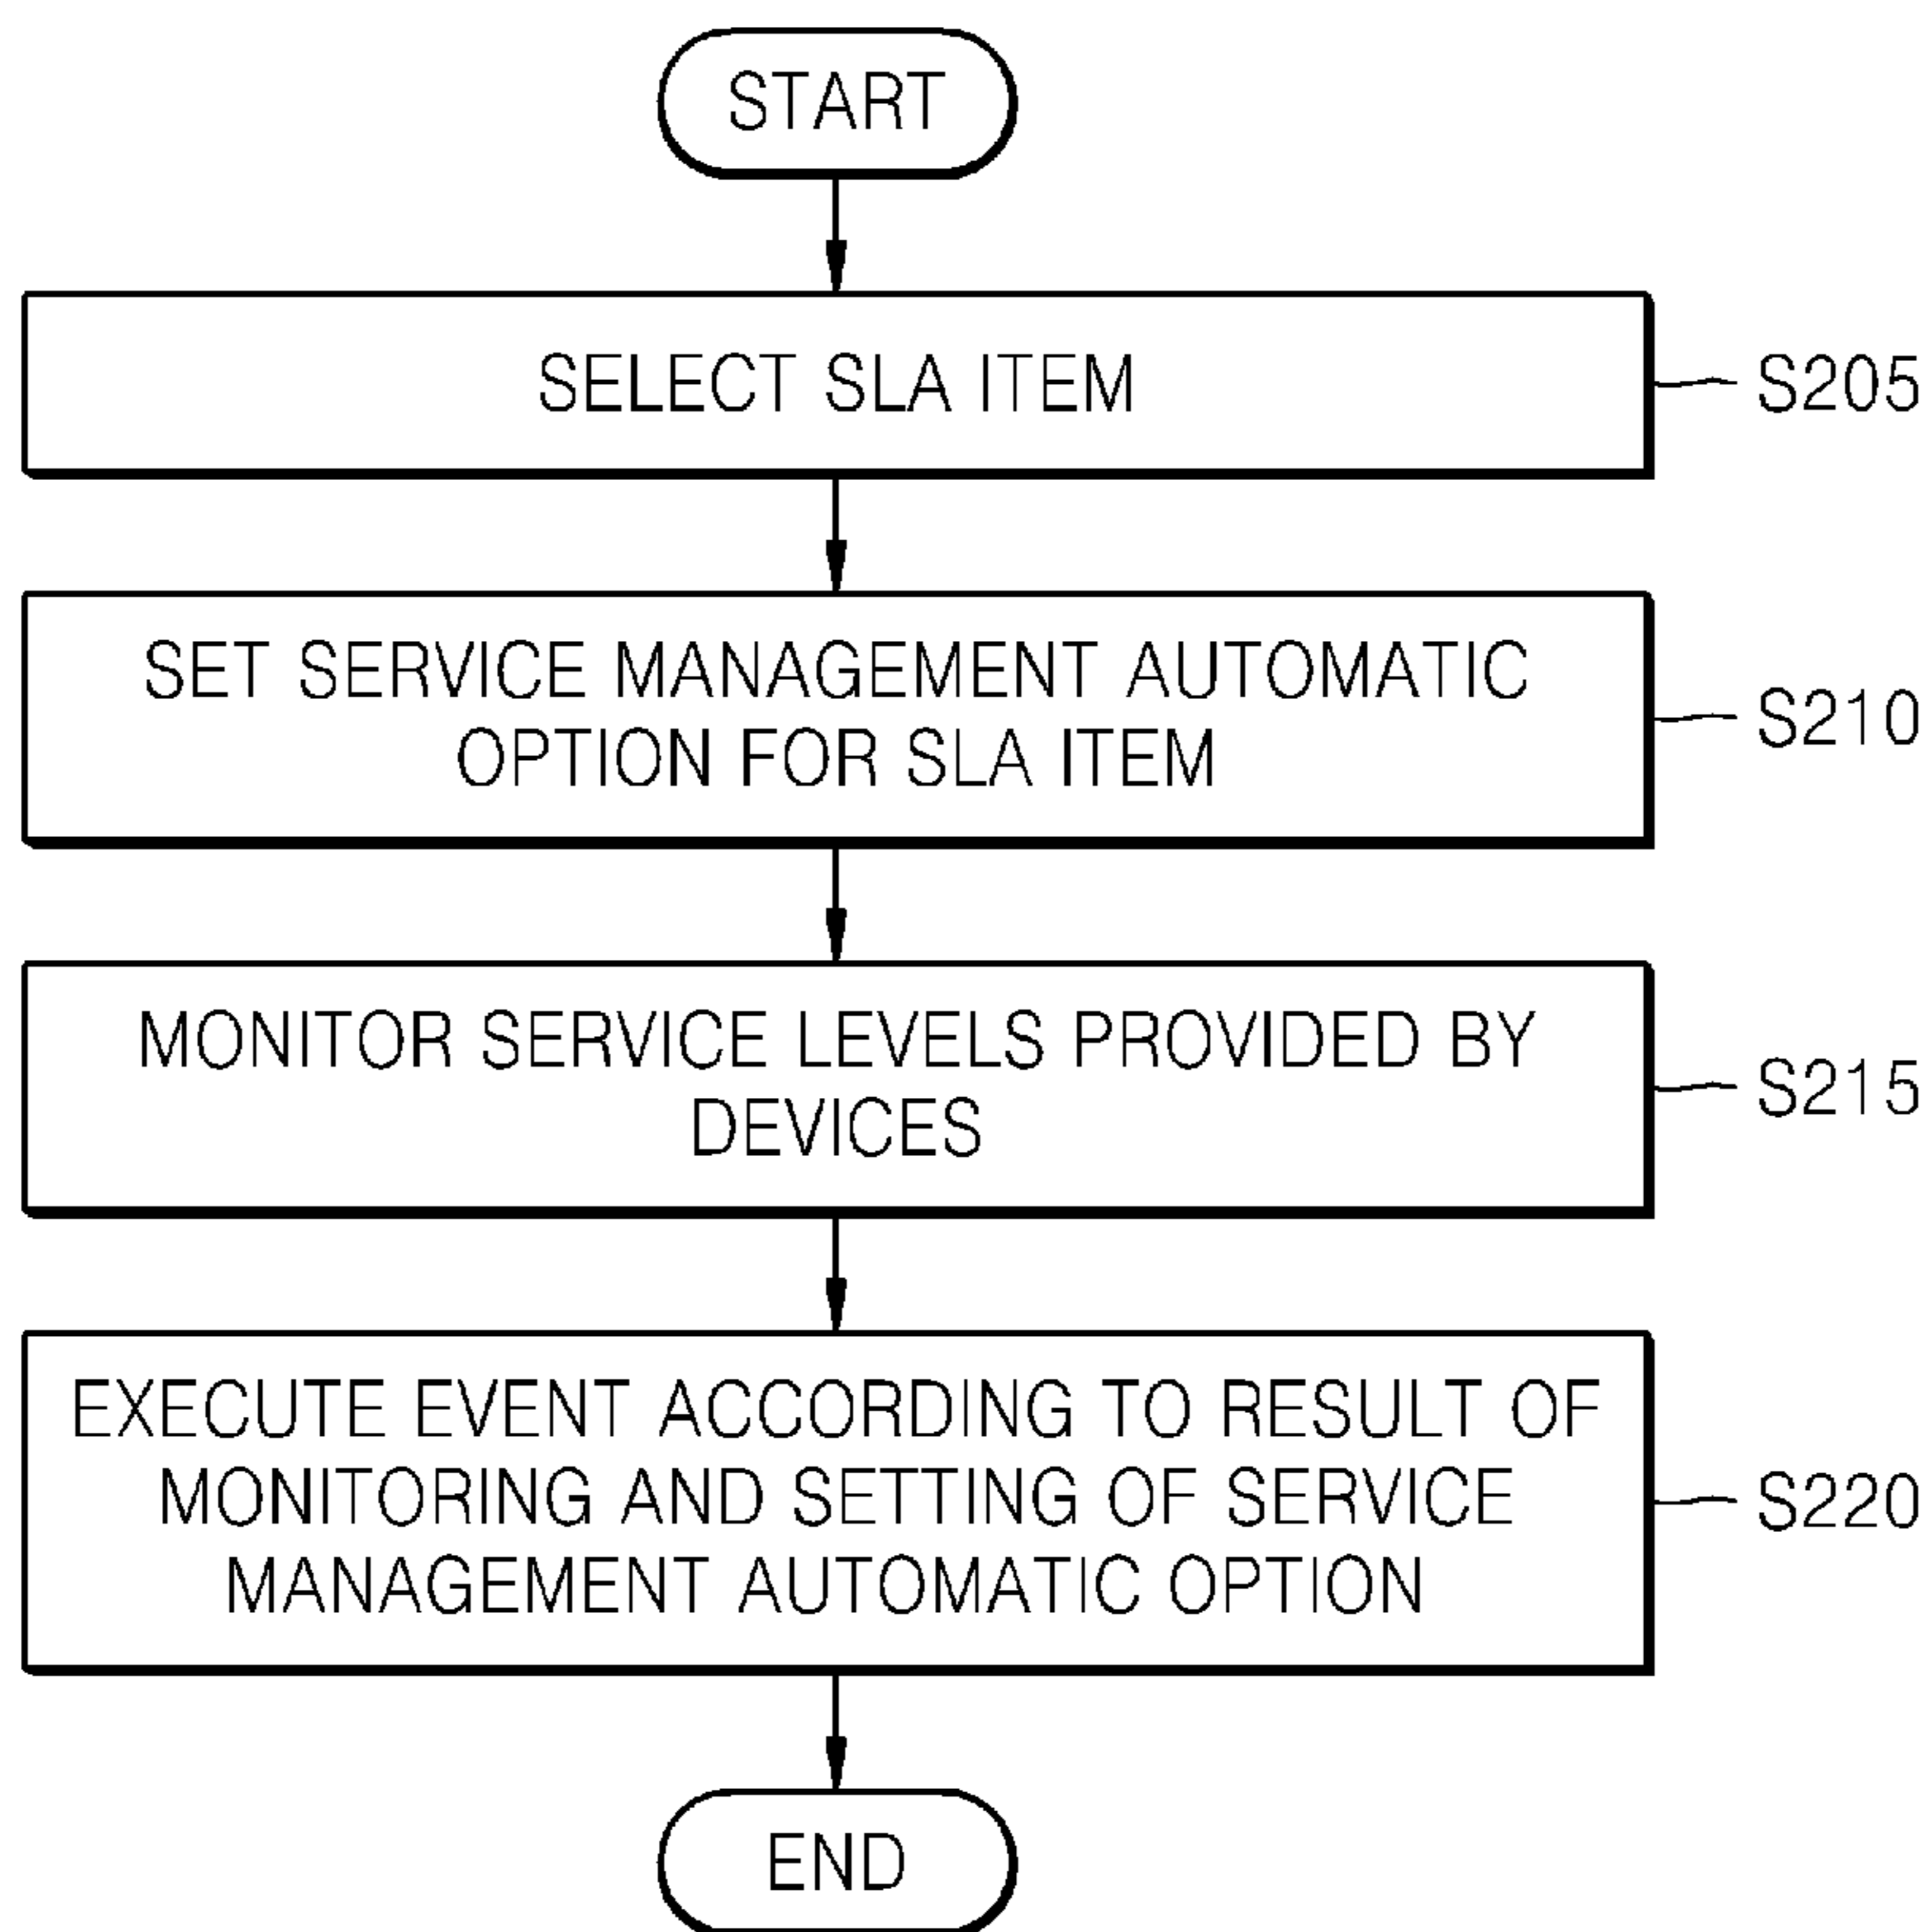 START
SELECT SLA ITEM
S205
SET SERVICE MANAGEMENT AUTOMATIC
OPTION FOR SLA ITEM
S210
MONITOR SERVICE LEVELS PROVIDED BY
DEVICES
S215
EXECUTE EVENT ACCORDING TO RESULT OF
MONITORING AND SETTING OF SERVICE
MANAGEMENT AUTOMATIC OPTION
S220
END